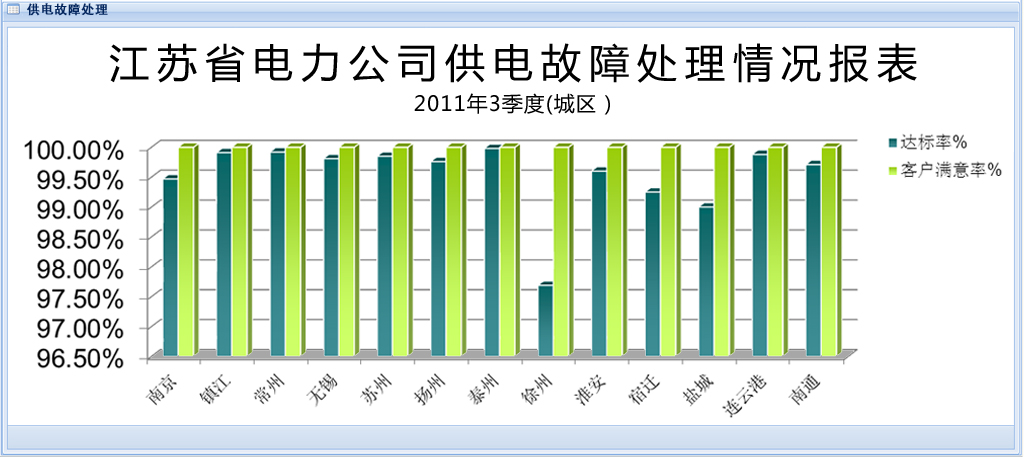 供电故障处理
江苏省电力公司供电故障处理情况报表
2011年3季度(城区 )
100.00%
99.50%
99.00%
98.50%
98.00%
97.50%
97.00%
96.50%
达标率%
客户满意率%
南京
镇江
常州
无锡
苏州
扬州
泰州
徐州
淮安
宿迁
盐城
连云港
南通